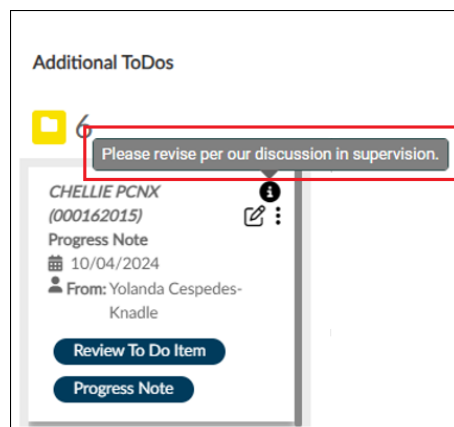 Additional ToDos
6
Please revise per our discussion in supervision.
CHELLIE PCNX
(000162015)
Progress Note
10/04/2024
From: Yolanda Cespedes-
Knadle
Review To Do Item
Progress Note